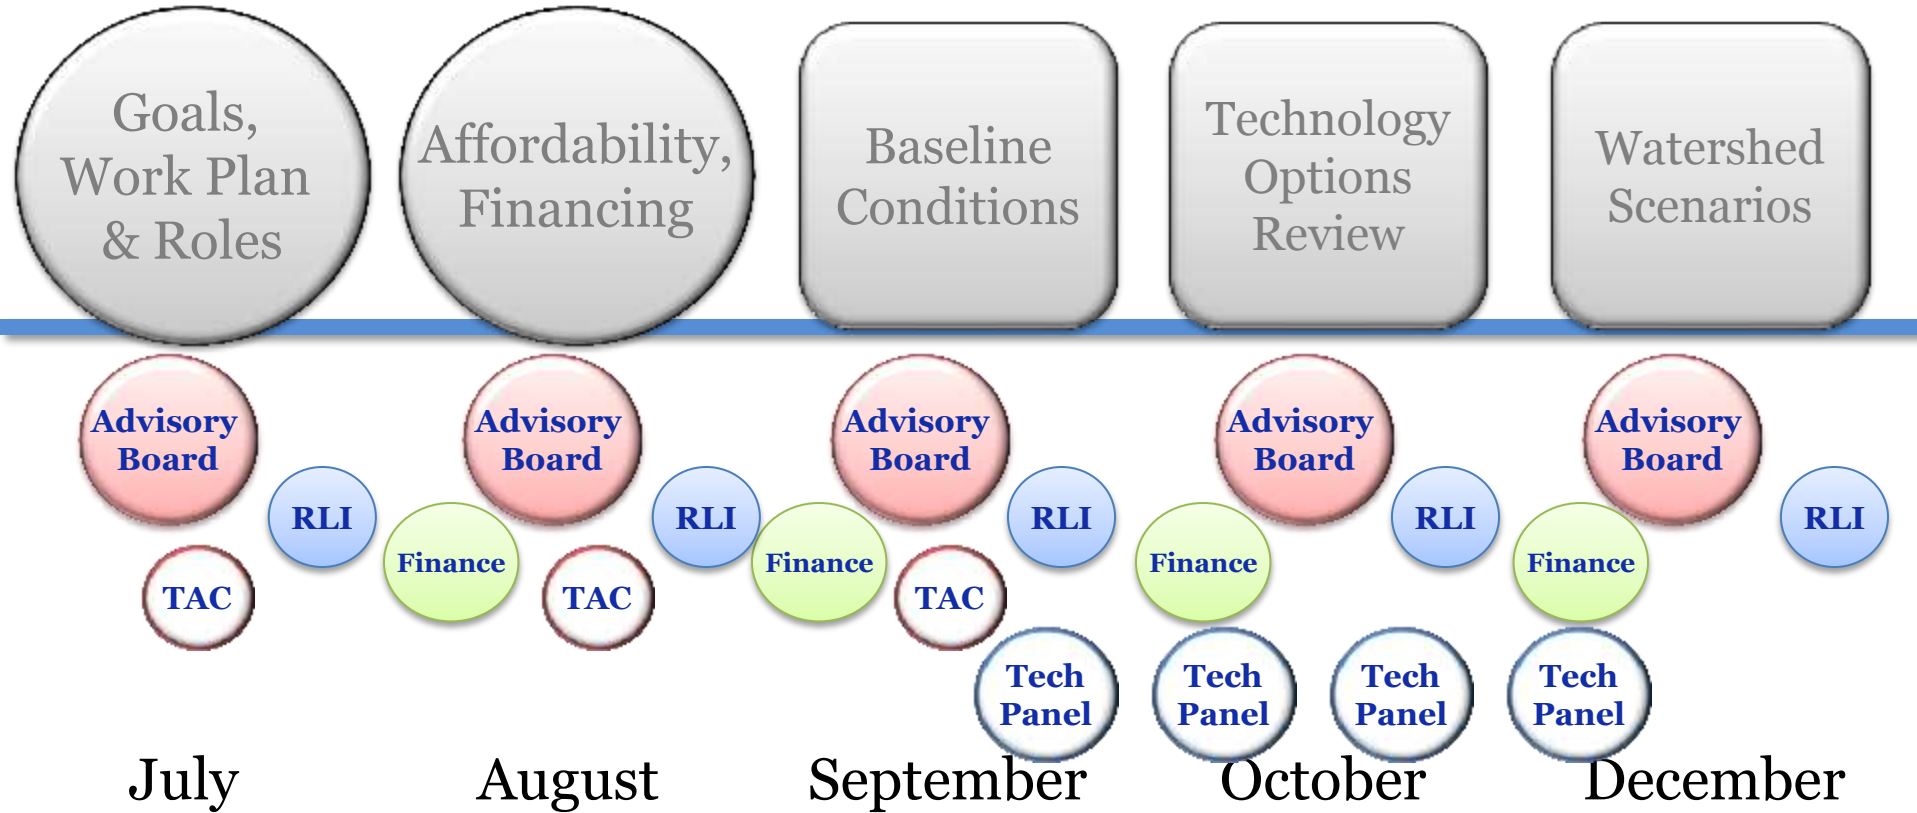 Goals,
Work Plan
& Roles
Affordability,
Financing
Baseline
Conditions
Technology
Options
Review
Watershed
Scenarios
Advisory
Board
Advisory
Board
Advisory
Board
Advisory
Board
Advisory
Board
RLI
RLI
RLI
RLI
RLI
Finance
Finance
Finance
Finance
TAC
TAC
TAC
Tech
Panel
Tech
Panel
Tech
Panel
Tech
Panel
July
August
September
October
December